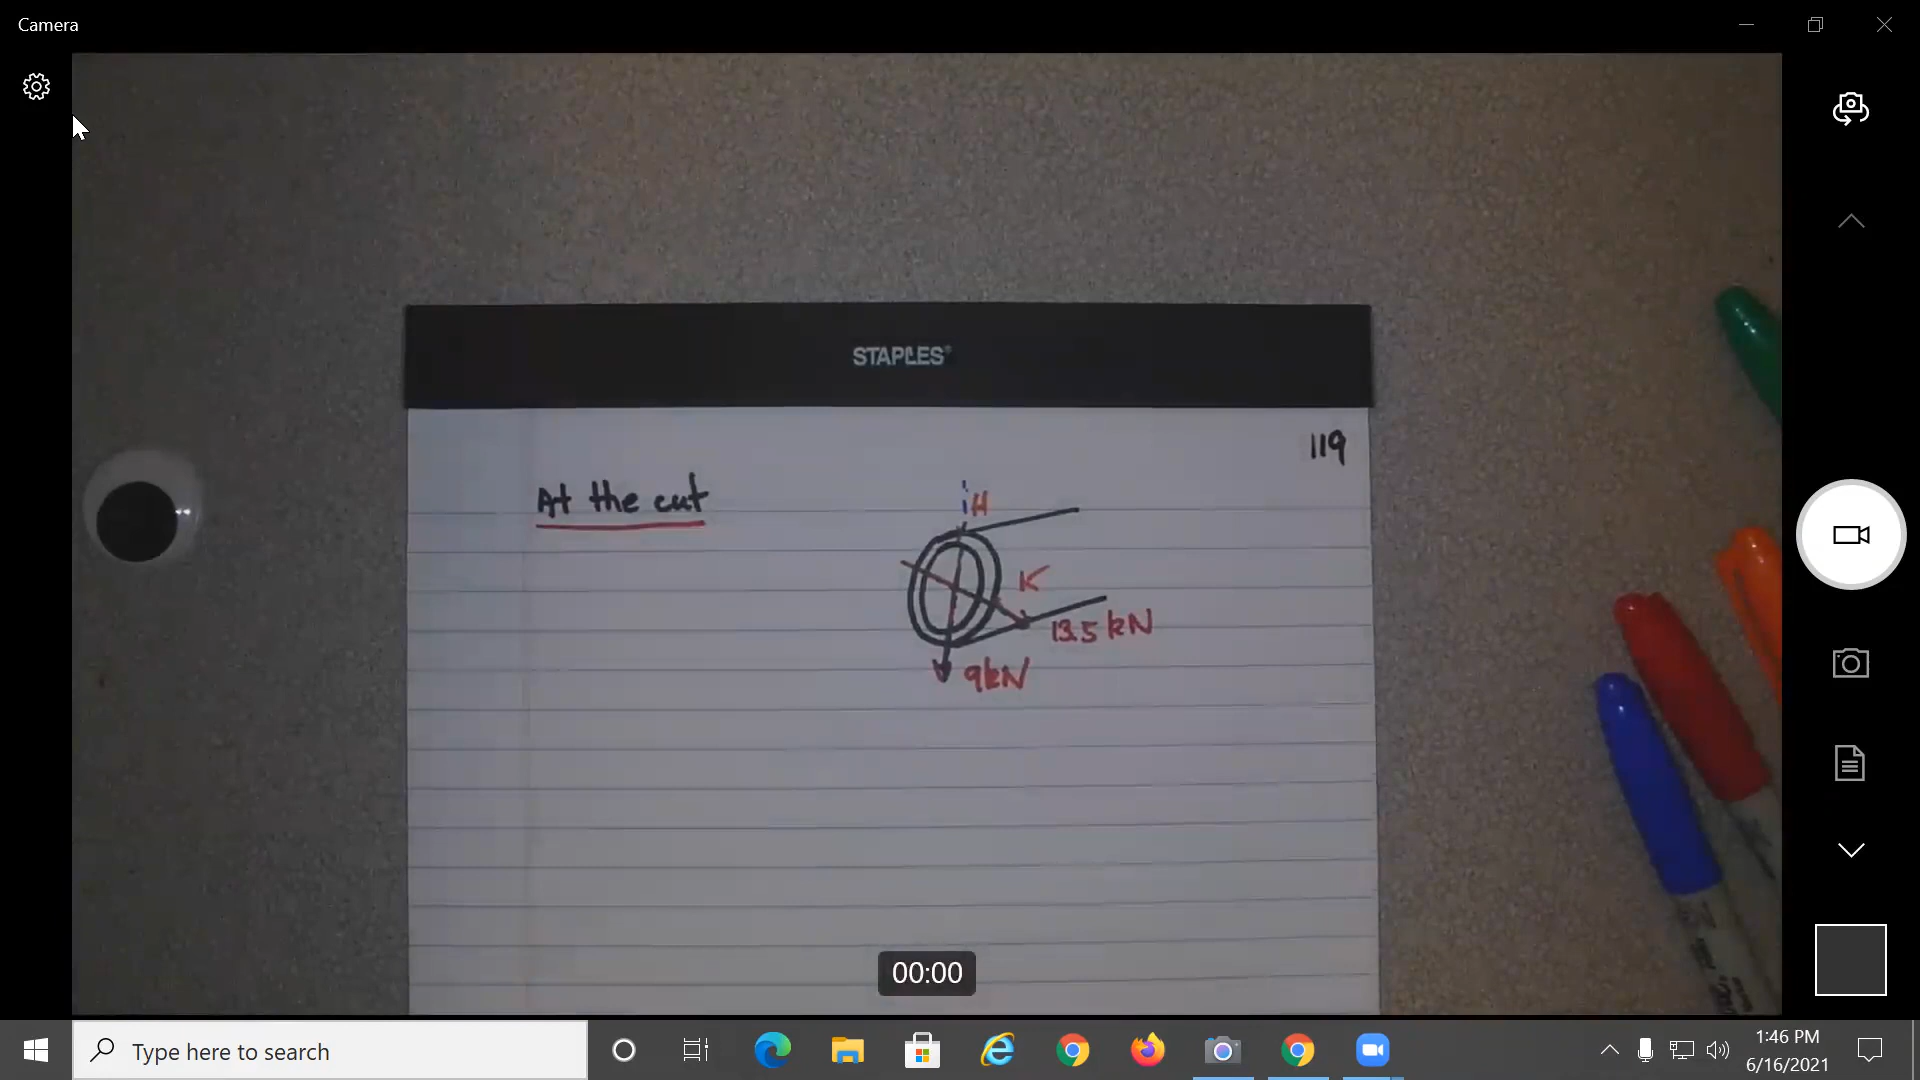 Camera
STAPLES
119
At the cut
H
K
13.5 kN
9kN
00:00
Type here to search
1:46 PM
6/16/2021